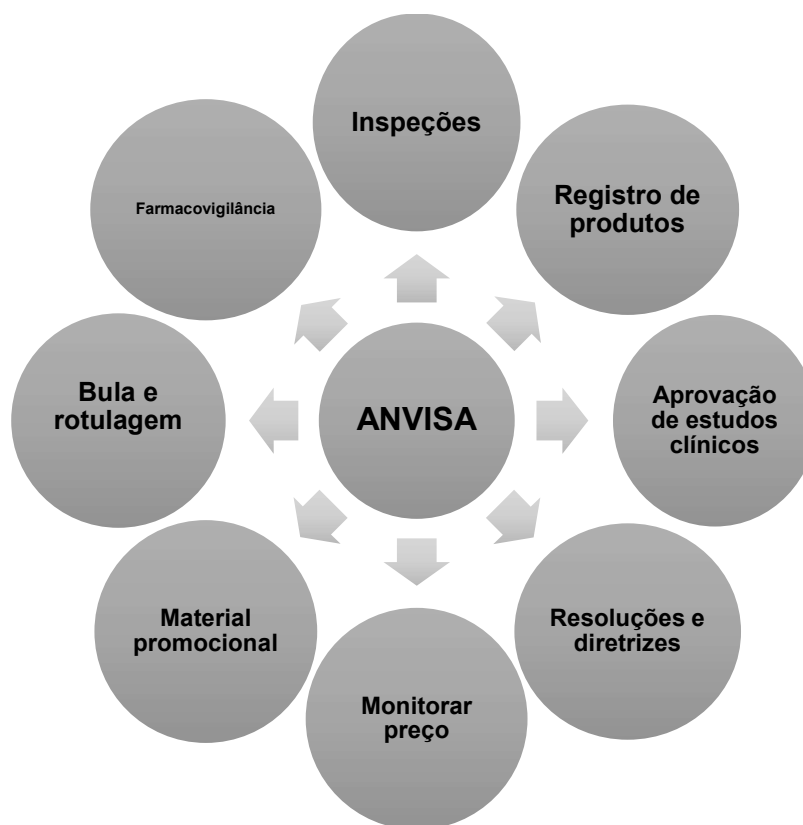 Inspeções
Registro de
produtos
Aprovação
de estudos
clínicos
Resoluções e
diretrizes
Monitorar
preço
Material
promocional
Bula e
rotulagem
Farmacovigilância
ANVISA